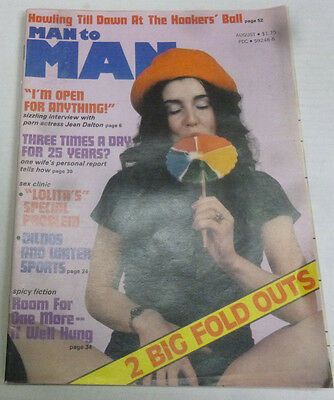 Howling Till Dawn At The Hookers' Ball page 52
MAN to
MAN
AUGUST • $1.75
PDC • 59246-6
"I'M OPEN
FOR ANYTHING!"
sizzling interview with
porn actress Jean Dalton page 6
THREE TIMES A DAY
FOR 25 YEARS?
one wife's personal report
tells how page 30
sex clinic
• "LOLITA'S"
SPECIAL
PROBLEM
• DILDOS
AND WATER
SPORTS page 24
spicy fiction
Room For
One More—
If Well Hung
page 34
2 BIG FOLD OUTS